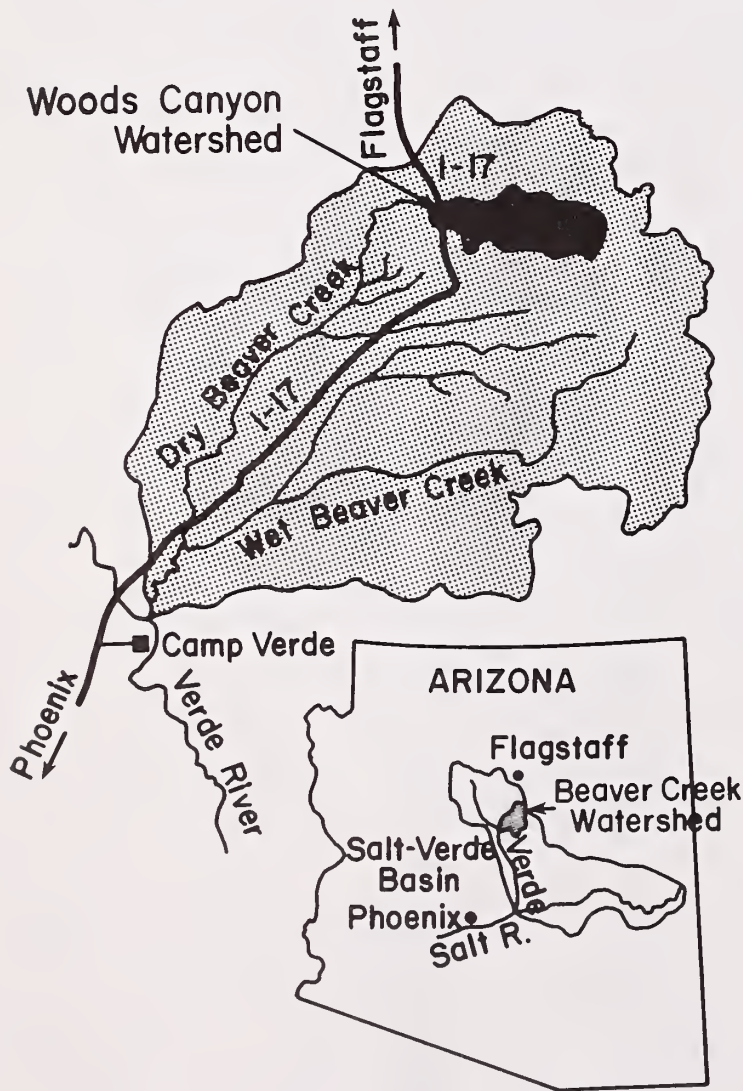 Flagstaff
Woods Canyon
Watershed
I-17
Dry Beaver Creek
I-17
Wet Beaver Creek
Camp Verde
Phoenix
Verde River
ARIZONA
Flagstaff
Beaver Creek
Watershed
Verde
Salt-Verde
Basin
Phoenix
Salt R.